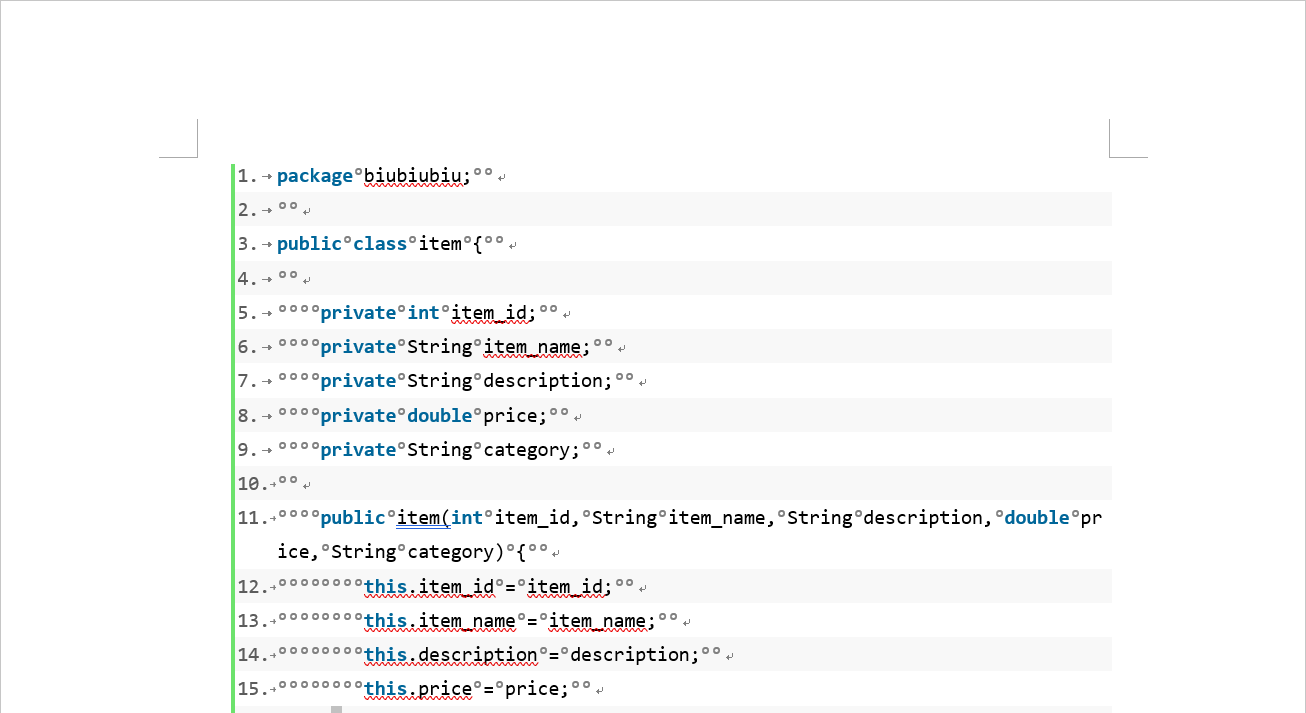 1. package biubiubiu;
2.
3. public class item {
4.
5.     private int item_id;
6.     private String item_name;
7.     private String description;
8.     private double price;
9.     private String category;
10.
11.     public item(int item_id, String item_name, String description, double pr
ice, String category) {
12.         this.item_id = item_id;
13.         this.item_name = item_name;
14.         this.description = description;
15.         this.price = price;